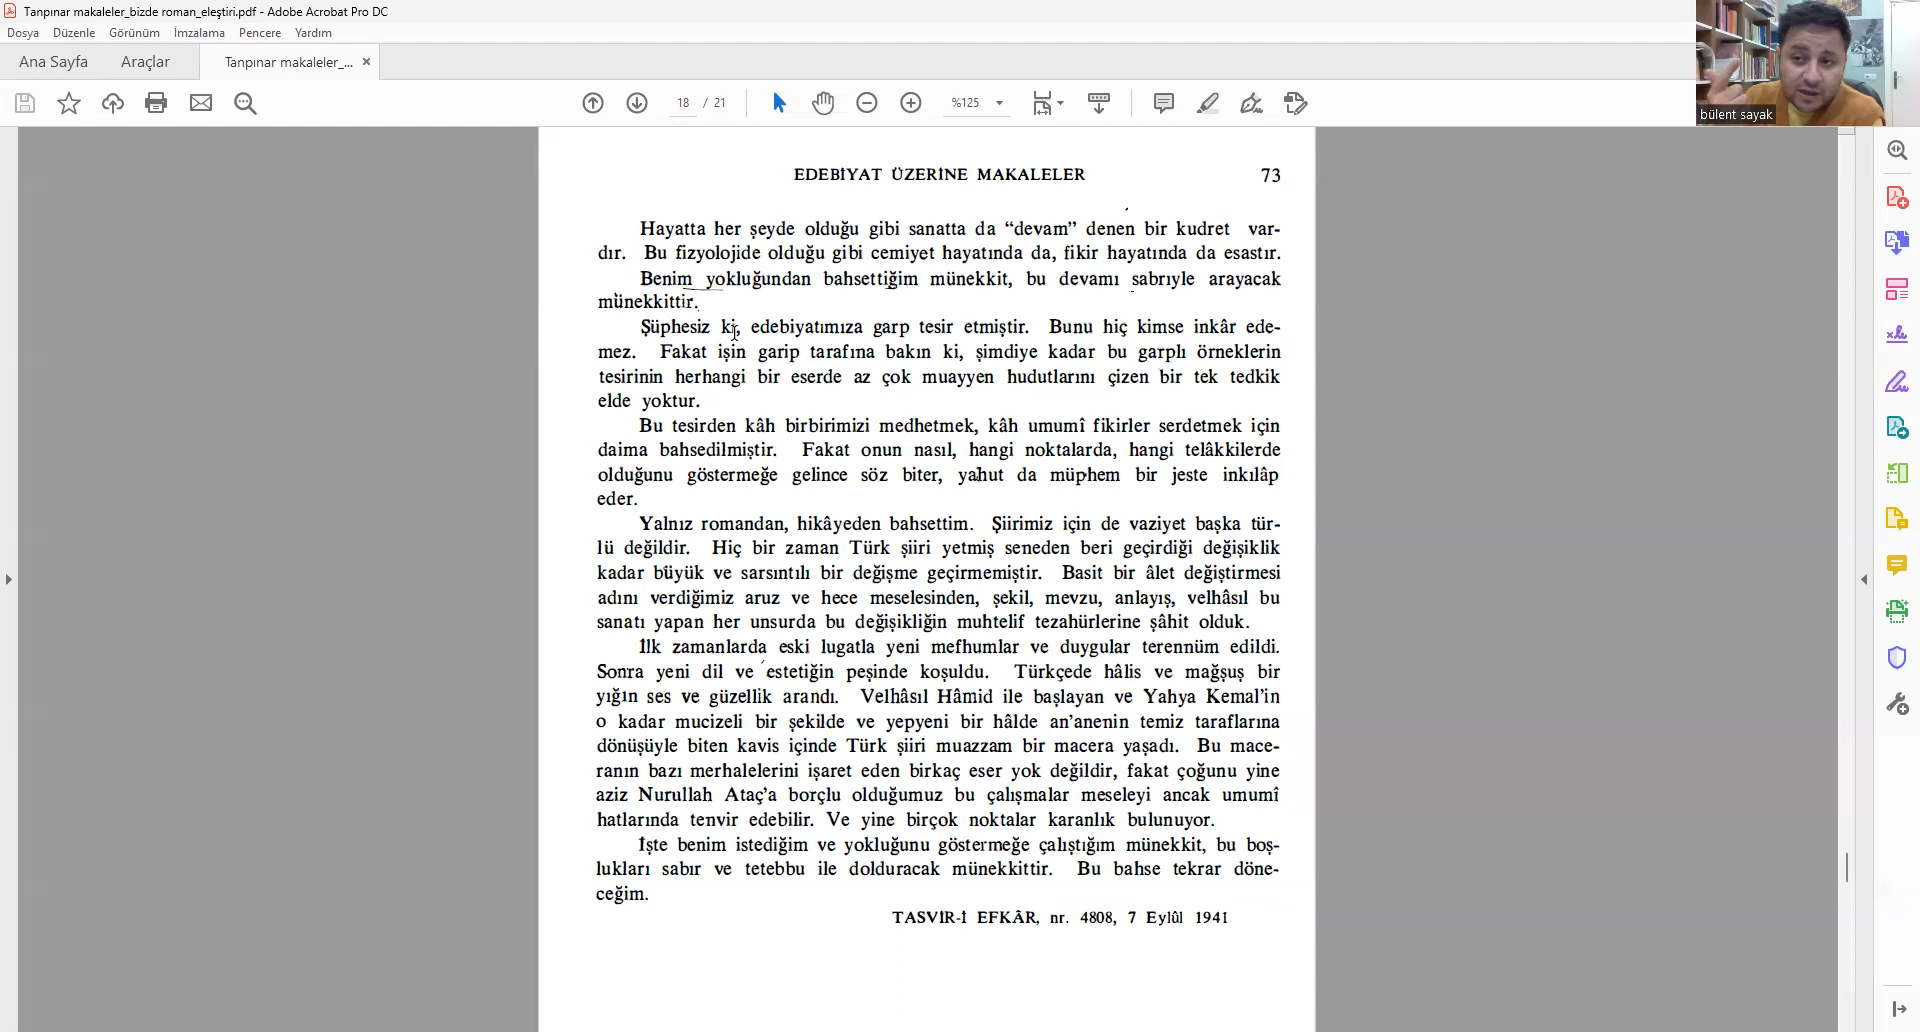 Tanpınar makaleler_bizde roman_eleştiri.pdf - Adobe Acrobat Pro DC
Dosya Düzenle Görünüm İmzalama Pencere Yardım
Ana Sayfa Araçlar Tanpınar makaleler_... ×
18 / 21 %125
bülent sayak
EDEBİYAT ÜZERİNE MAKALELER 73
Hayatta her şeyde olduğu gibi sanatta da “devam” denen bir kudret var-
dır. Bu fizyolojide olduğu gibi cemiyet hayatında da, fikir hayatında da esastır.
Benim yokluğundan bahsettiğim münekkit, bu devamı sabrıyle arayacak
münekkittir.
Şüphesiz ki, edebiyatımıza garp tesir etmiştir. Bunu hiç kimse inkâr ede-
mez. Fakat işin garip tarafına bakın ki, şimdiye kadar bu garplı örneklerin
tesirinin herhangi bir eserde az çok muayyen hudutlarını çizen bir tek tedkik
elde yoktur.
Bu tesirden kâh birbirimizi medhetmek, kâh umumî fikirler serdetmek için
daima bahsedilmiştir. Fakat onun nasıl, hangi noktalarda, hangi telâkkilerde
olduğunu göstermeğe gelince söz biter, yahut da müphem bir jeste inkılâp
eder.
Yalnız romandan, hikâyeden bahsettim. Şiirimiz için de vaziyet başka tür-
lü değildir. Hiç bir zaman Türk şiiri yetmiş seneden beri geçirdiği değişiklik
kadar büyük ve sarsıntılı bir değişme geçirmemiştir. Basit bir âlet değiştirmesi
adını verdiğimiz aruz ve hece meselesinden, şekil, mevzu, anlayış, velhâsıl bu
sanatı yapan her unsurda bu değişikliğin muhtelif tezahürlerine şâhit olduk.
İlk zamanlarda eski lugatla yeni mefhumlar ve duygular terennüm edildi.
Sonra yeni dil ve estetiğin peşinde koşuldu. Türkçede hâlis ve mağşuş bir
yığın ses ve güzellik arandı. Velhâsıl Hâmid ile başlayan ve Yahya Kemal’in
o kadar mucizeli bir şekilde ve yepyeni bir hâlde an’anenin temiz taraflarına
dönüşüyle biten kavis içinde Türk şiiri muazzam bir macera yaşadı. Bu mace-
ranın bazı merhalelerini işaret eden birkaç eser yok değildir, fakat çoğunu yine
aziz Nurullah Ataç’a borçlu olduğumuz bu çalışmalar meseleyi ancak umumî
hatlarında tenvir edebilir. Ve yine birçok noktalar karanlık bulunuyor.
İşte benim istediğim ve yokluğunu göstermeğe çalıştığım münekkit, bu boş-
lukları sabır ve tetebbu ile dolduracak münekkittir. Bu bahse tekrar döne-
ceğim.
TASVİR-İ EFKÂR, nr. 4808, 7 Eylûl 1941